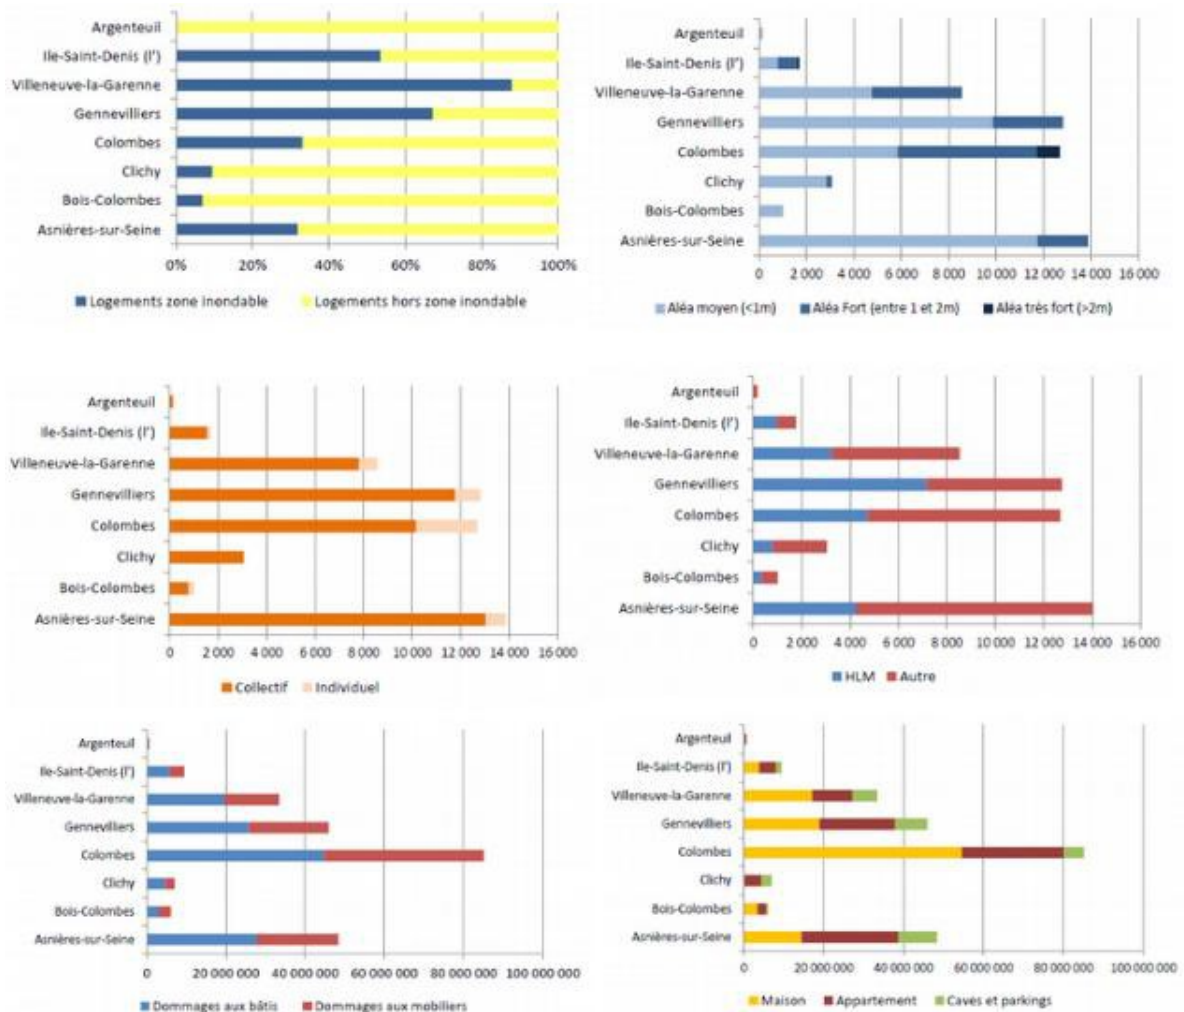 Argenteuil
Ile-Saint-Denis (l')
Villeneuve-la-Garenne
Gennevilliers
Colombes
Clichy
Bois-Colombes
Asnières-sur-Seine
0% 20% 40% 60% 80% 100%
Logements zone inondable Logements hors zone inondable
Argenteuil
Ile-Saint-Denis (l')
Villeneuve-la-Garenne
Gennevilliers
Colombes
Clichy
Bois-Colombes
Asnières-sur-Seine
0 2 000 4 000 6 000 8 000 10 000 12 000 14 000 16 000
Aléa moyen (<1m) Aléa Fort (entre 1 et 2m) Aléa très fort (>2m)
Argenteuil
Ile-Saint-Denis (l')
Villeneuve-la-Garenne
Gennevilliers
Colombes
Clichy
Bois-Colombes
Asnières-sur-Seine
0 2 000 4 000 6 000 8 000 10 000 12 000 14 000 16 000
Collectif Individuel
Argenteuil
Ile-Saint-Denis (l')
Villeneuve-la-Garenne
Gennevilliers
Colombes
Clichy
Bois-Colombes
Asnières-sur-Seine
0 2 000 4 000 6 000 8 000 10 000 12 000 14 000 16 000
HLM Autre
Argenteuil
Ile-Saint-Denis (l')
Villeneuve-la-Garenne
Gennevilliers
Colombes
Clichy
Bois-Colombes
Asnières-sur-Seine
0 20 000 000 40 000 000 60 000 000 80 000 000 100 000 000
Dommages aux bâtis Dommages aux mobiliers
Argenteuil
Ile-Saint-Denis (l')
Villeneuve-la-Garenne
Gennevilliers
Colombes
Clichy
Bois-Colombes
Asnières-sur-Seine
0 20 000 000 40 000 000 60 000 000 80 000 000 100 000 000
Maison Appartement Caves et parkings